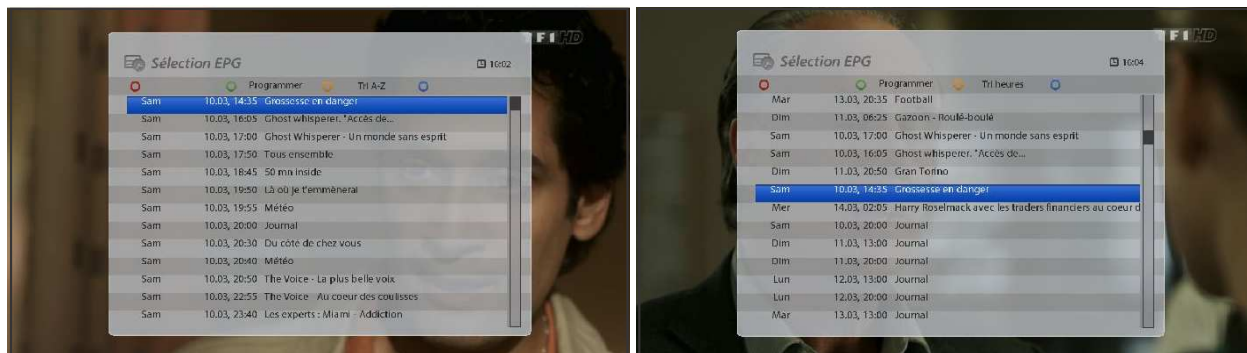 TF1 HD
Sélection EPG
16:02
Programmer Tri A-Z
Sam 10.03, 14:35 Grossesse en danger
Sam 10.03, 16:05 Ghost whisperer. "Accès de...
Sam 10.03, 17:00 Ghost Whisperer - Un monde sans esprit
Sam 10.03, 17:50 Tous ensemble
Sam 10.03, 18:45 50 mn inside
Sam 10.03, 19:50 Là où je t'emmènerai
Sam 10.03, 19:55 Météo
Sam 10.03, 20:00 Journal
Sam 10.03, 20:30 Du côté de chez vous
Sam 10.03, 20:40 Météo
Sam 10.03, 20:50 The Voice - La plus belle voix
Sam 10.03, 22:55 The Voice Au coeur des coulisses
Sam 10.03, 23:40 Les experts : Miami - Addiction
TF1 HD
Sélection EPG
16:04
Programmer Tri heures
Mar 13.03, 20:35 Football
Dim 11.03, 06:25 Gazoon - Roulé-boulé
Sam 10.03, 17:00 Ghost Whisperer - Un monde sans esprit
Sam 10.03, 16:05 Ghost whisperer. "Accès de...
Dim 11.03, 20:50 Gran Torino
Sam 10.03, 14:35 Grossesse en danger
Mer 14.03, 02:05 Harry Roselmack avec les traders financiers au coeur d
Sam 10.03, 20:00 Journal
Dim 11.03, 13:00 Journal
Dim 11.03, 20:00 Journal
Lun 12.03, 13:00 Journal
Lun 12.03, 20:00 Journal
Mar 13.03, 13:00 Journal